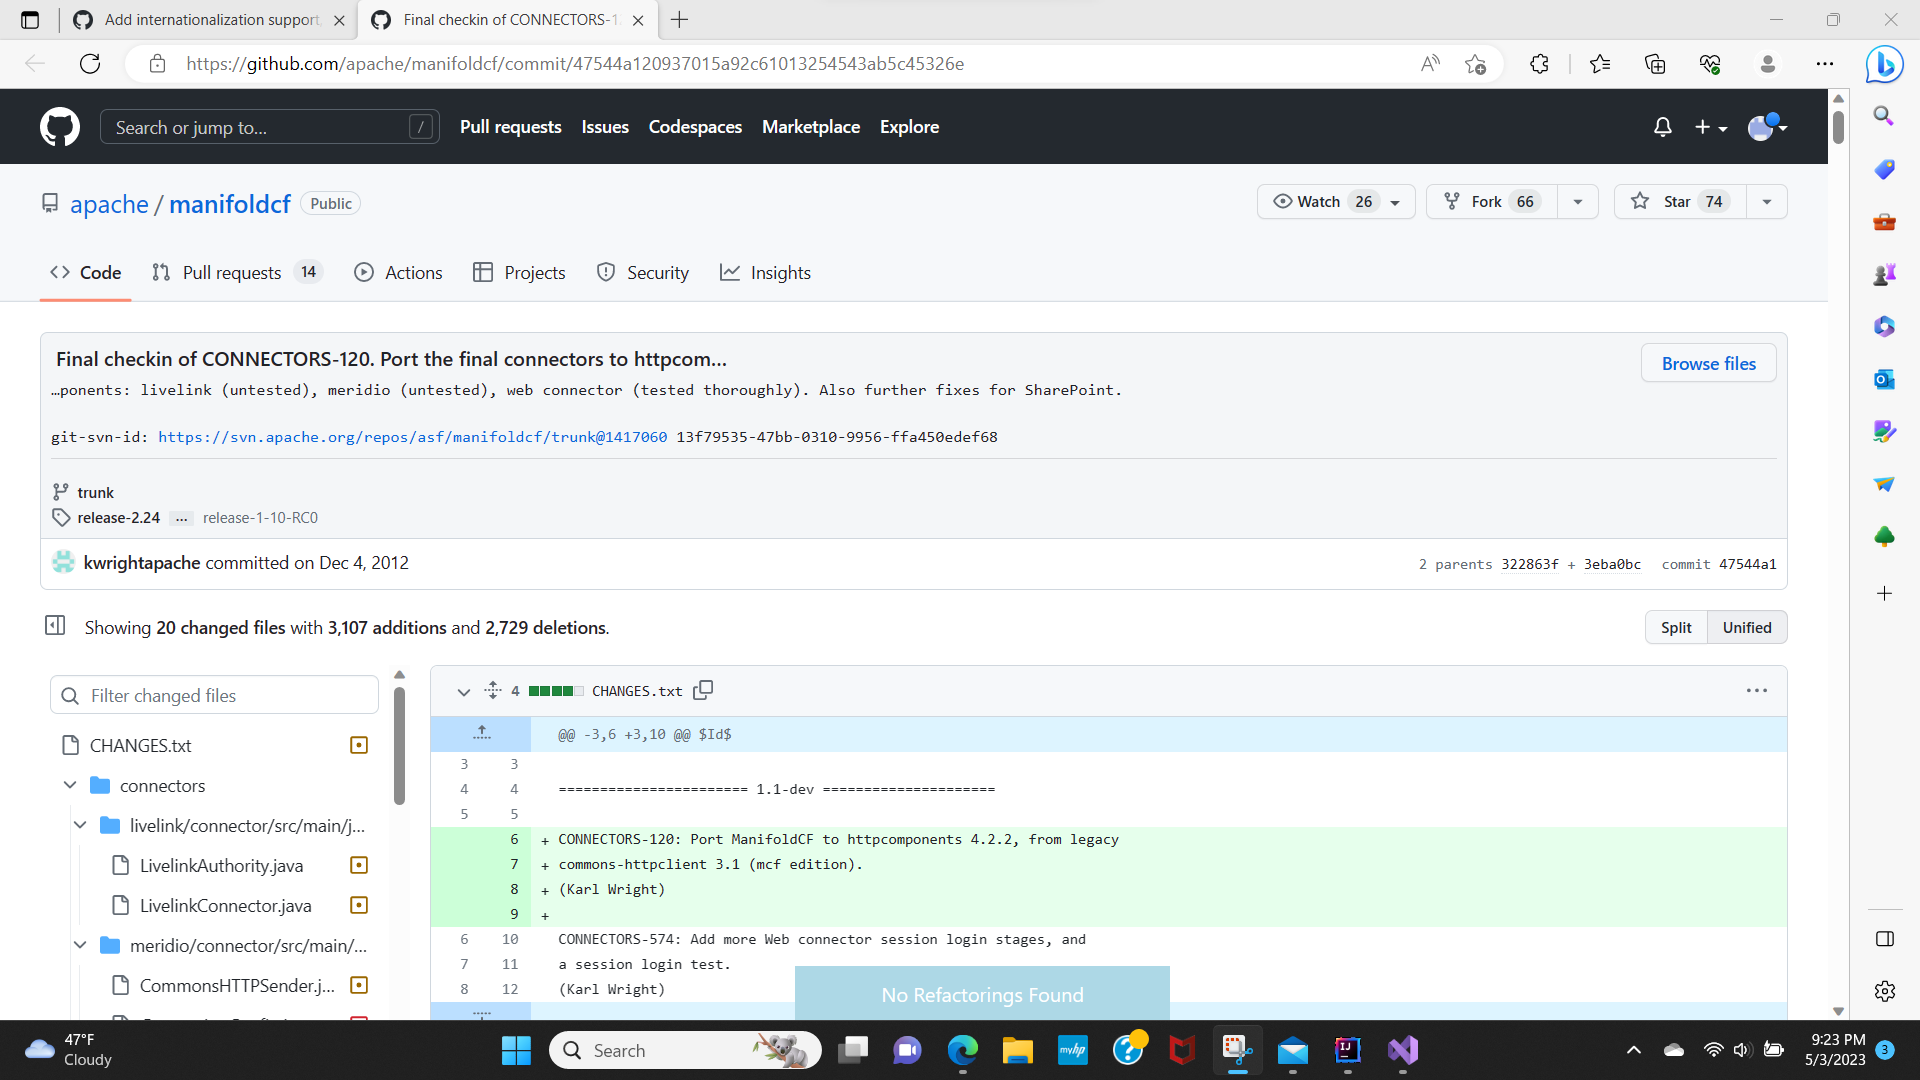 Add internationalization support,
Final checkin of CONNECTORS-1
https://github.com/apache/manifoldcf/commit/47544a120937015a92c61013254543ab5c45326e
Search or jump to...
/
Pull requests
Issues
Codespaces
Marketplace
Explore
apache / manifoldcf
Public
Watch 26
Fork 66
Star 74
<> Code
Pull requests 14
Actions
Projects
Security
Insights
Final checkin of CONNECTORS-120. Port the final connectors to httpcom…
Browse files
…ponents: livelink (untested), meridio (untested), web connector (tested thoroughly). Also further fixes for SharePoint.
git-svn-id: https://svn.apache.org/repos/asf/manifoldcf/trunk@1417060 13f79535-47bb-0310-9956-ffa450edef68
trunk
release-2.24 … release-1-10-RC0
kwrightapache committed on Dec 4, 2012
2 parents 322863f + 3eba0bc commit 47544a1
Showing 20 changed files with 3,107 additions and 2,729 deletions.
Split
Unified
Filter changed files
CHANGES.txt
connectors
livelink/connector/src/main/j...
LivelinkAuthority.java
LivelinkConnector.java
meridio/connector/src/main/...
CommonsHTTPSender.j...
4 CHANGES.txt
@@ -3,6 +3,10 @@ $Id$
3 3
4 4 ======================= 1.1-dev =====================
5 5
6 + CONNECTORS-120: Port ManifoldCF to httpcomponents 4.2.2, from legacy
7 + commons-httpclient 3.1 (mcf edition).
8 + (Karl Wright)
9 +
6 10 CONNECTORS-574: Add more Web connector session login stages, and
7 11 a session login test.
8 12 (Karl Wright)
No Refactorings Found
47°F
Cloudy
Search
myhp
IJ
9:23 PM
5/3/2023
3